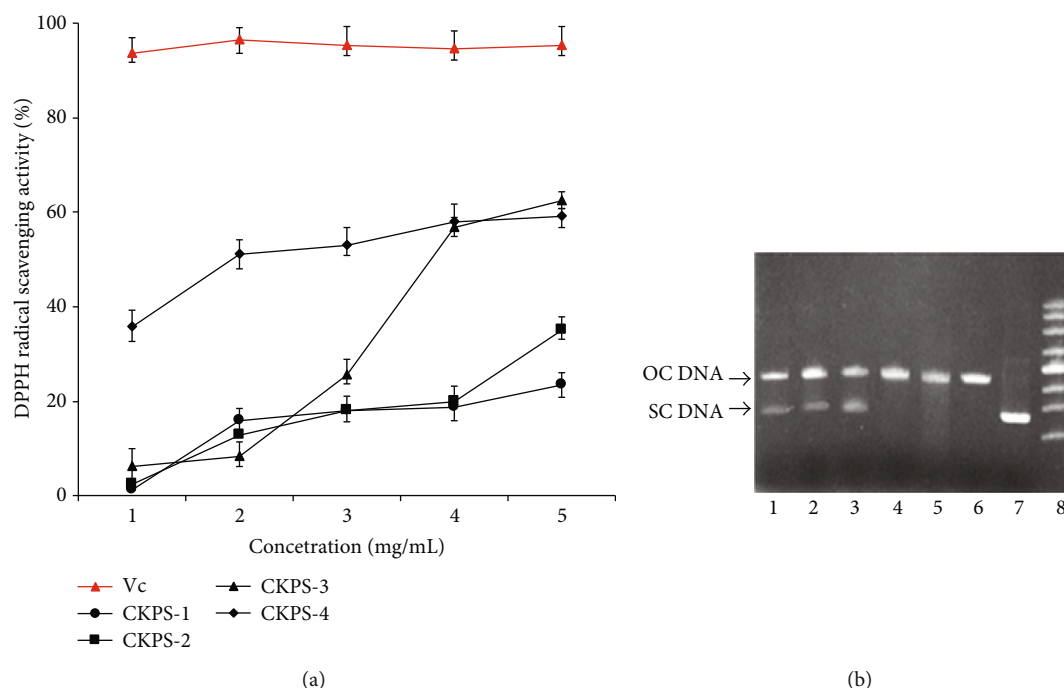 100
80
60
40
20
0
DPPH radical scavenging activity (%)
1 2 3 4 5
Concetration (mg/mL)
Vc
CKPS-1
CKPS-2
CKPS-3
CKPS-4
(a)
OC DNA
SC DNA
1 2 3 4 5 6 7 8
(b)